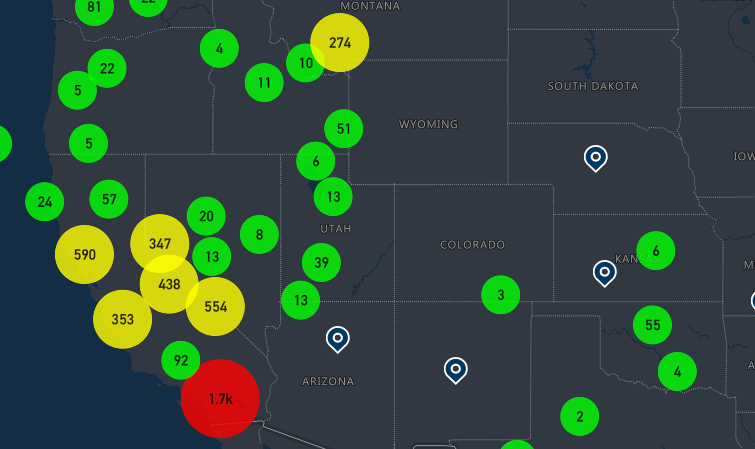 MONTANA
81
22
4
274
10
22
11
5
SOUTH DAKOTA
WYOMING
51
5
IOW
6
13
57
24
20
UTAH
8
347
COLORADO
6
590
13
KAN
39
M
438
13
3
554
353
55
92
A
4
ARIZONA
1.7k
2